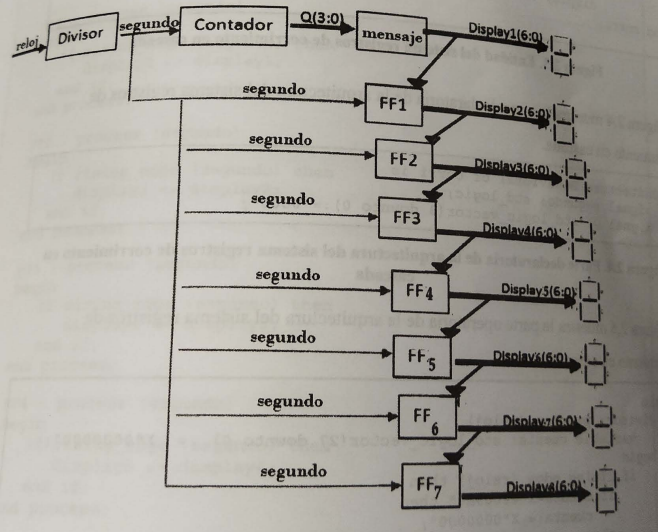 reloj
Divisor
segundo
Contador
Q(3:0)
mensaje
Display1(6:0)
segundo
FF1
Display2(6:0)
segundo
FF2
Display3(6:0)
segundo
FF3
Display4(6:0)
segundo
FF4
Display5(6:0)
segundo
FF5
Display6(6:0)
segundo
FF6
Display7(6:0)
segundo
FF7
Display8(6:0)